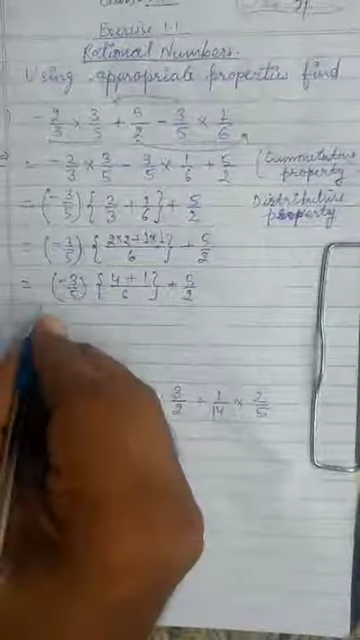 Exercise 1.1
Rational Numbers.
Using appropriate properties find
- 2/3 × 3/5 + 5/2 - 3/5 × 1/6
= - 2/3 × 3/5 - 3/5 × 1/6 + 5/2 (Commutative property)
= (-3/5) { 2/3 + 1/6 } + 5/2 Distributive property
= (-3/5) { 2×2+1×1 / 6 } + 5/2
= (-3/5) { 4+1 / 6 } + 5/2
3/2 - 1/14 × 2/5